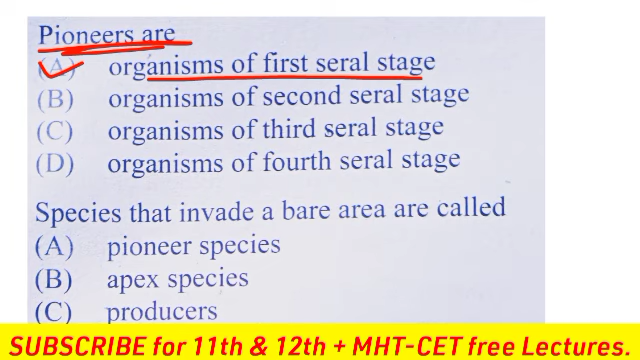 Pioneers are
(A) organisms of first seral stage
(B) organisms of second seral stage
(C) organisms of third seral stage
(D) organisms of fourth seral stage
Species that invade a bare area are called
(A) pioneer species
(B) apex species
(C) producers
SUBSCRIBE for 11th & 12th + MHT-CET free Lectures.